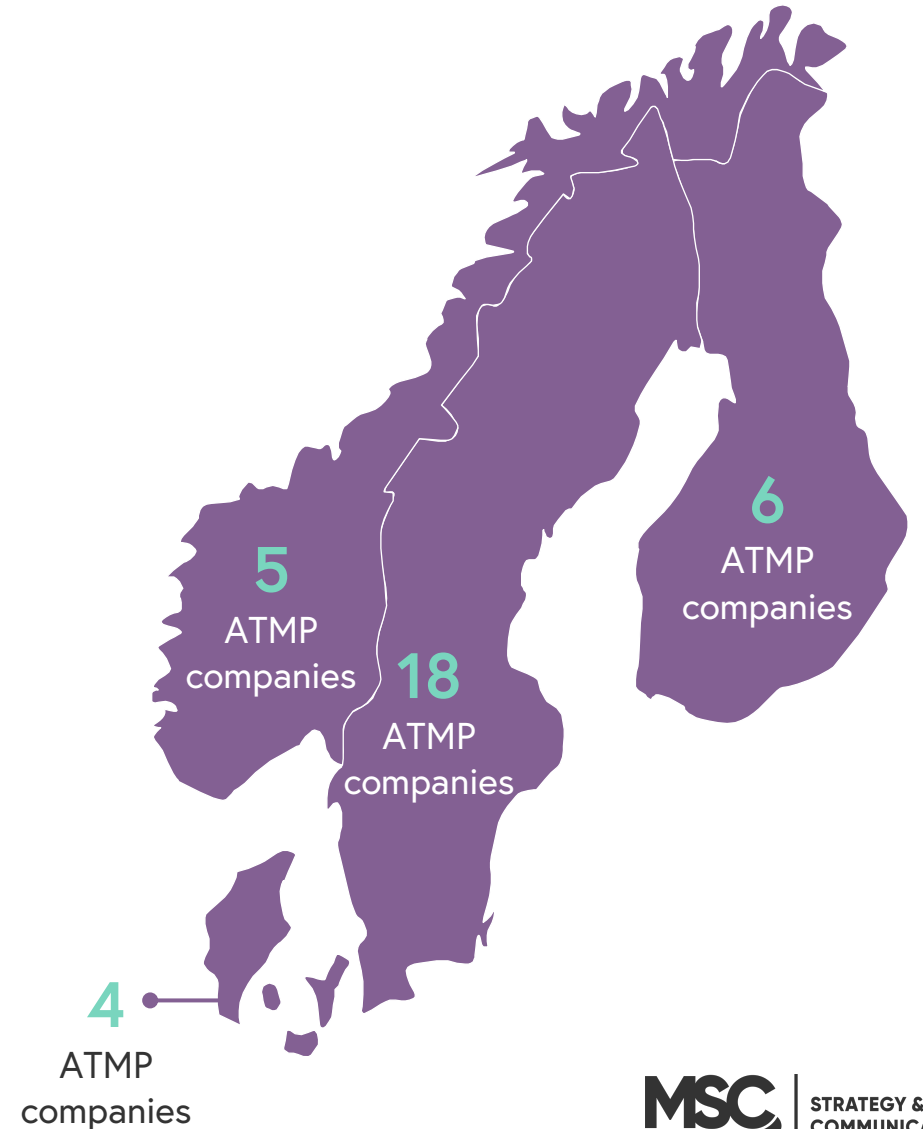 6
ATMP
companies
5
ATMP
companies
18
ATMP
companies
4
ATMP
companies
MSC
STRATEGY &